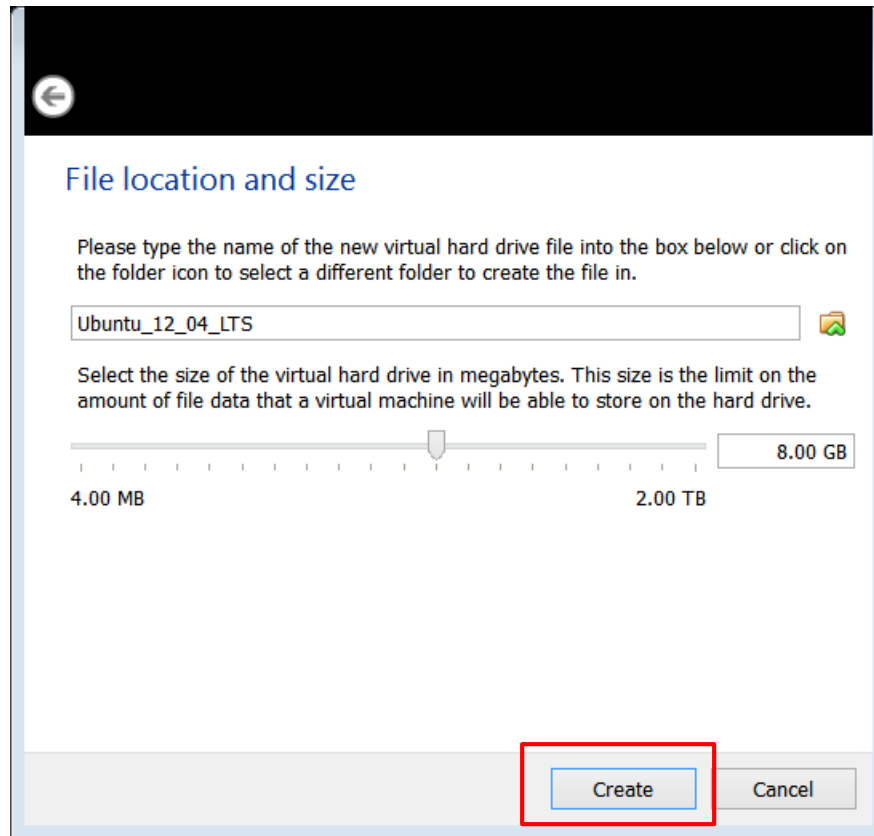 File location and size
Please type the name of the new virtual hard drive file into the box below or click on
the folder icon to select a different folder to create the file in.
Ubuntu_12_04_LTS
Select the size of the virtual hard drive in megabytes. This size is the limit on the
amount of file data that a virtual machine will be able to store on the hard drive.
8.00 GB
4.00 MB 2.00 TB
Create Cancel